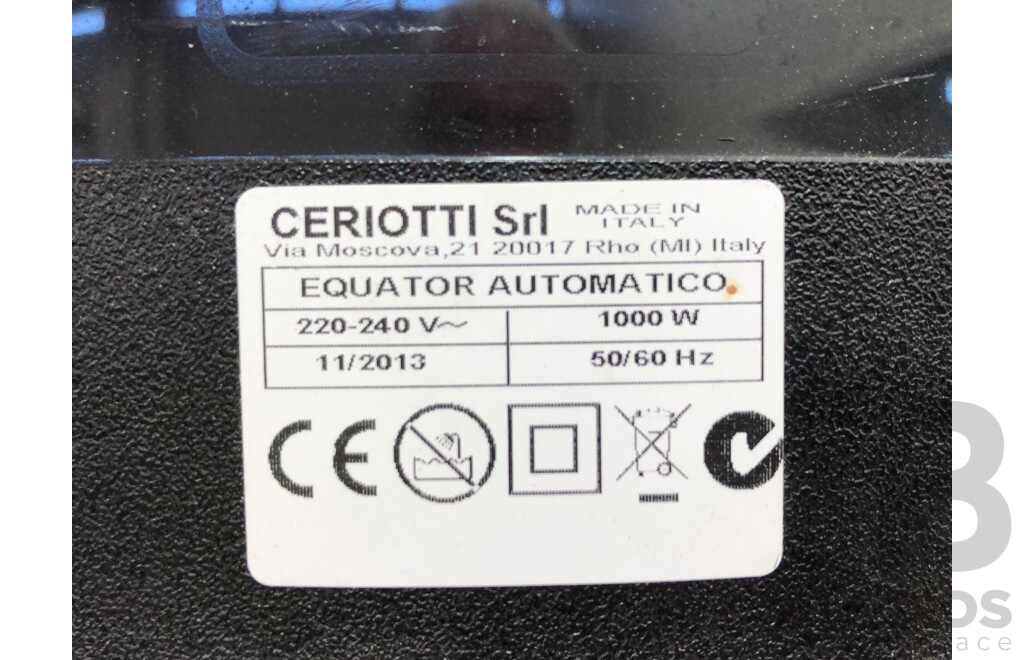 CERIOTTI Srl MADE IN ITALY
Via Moscova,21 20017 Rho (MI) Italy
EQUATOR AUTOMATICO
220-240 V~ 1000 W
11/2013 50/60 Hz
CE